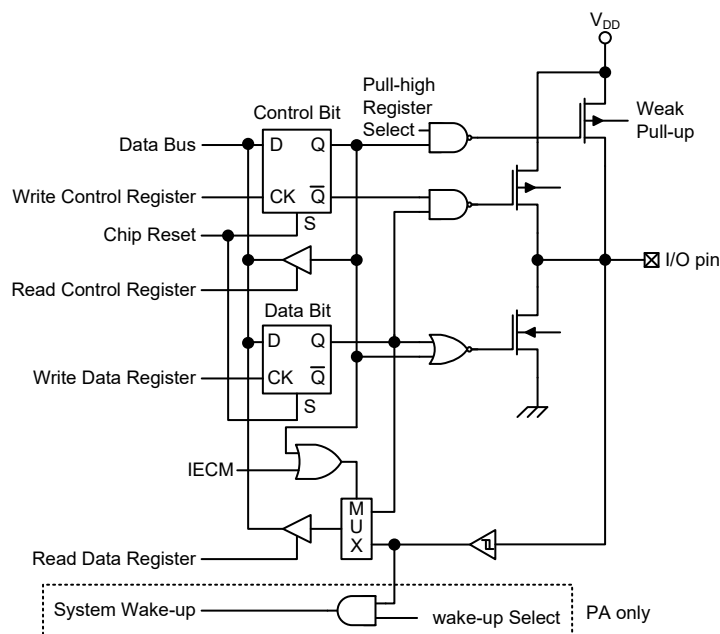 V_DD
Pull-high
Register
Select
Weak
Pull-up
Control Bit
Data Bus
D
Q
Write Control Register
CK
Q̅
S
Chip Reset
I/O pin
Read Control Register
Data Bit
D
Q
Write Data Register
CK
Q̅
S
IECM
M
U
X
Read Data Register
System Wake-up
wake-up Select
PA only